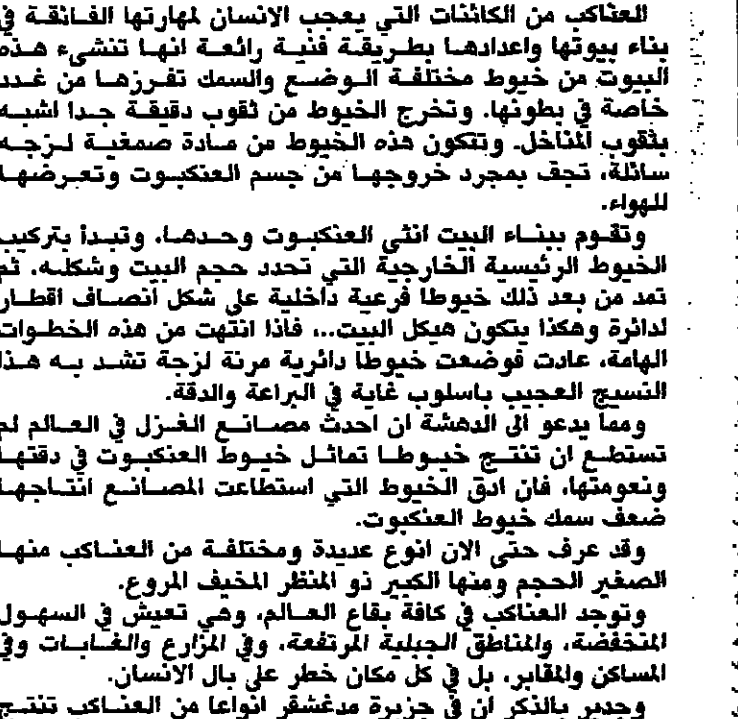 العناكب من الكائنات التي يعجب الانسان لمهارتها الفائقة في
بناء بيوتها واعدادها بطريقة فنية رائعة انها تنشىء هذه
البيوت من خيوط مختلفة الوضع والسمك تفرزها من غدد
خاصة في بطونها. وتخرج الخيوط من ثقوب دقيقة جدا اشبه
بثقوب المناخل. وتتكون هذه الخيوط من مادة صمغية لزجه
سائلة، تجف بمجرد خروجها من جسم العنكبوت وتعرضها
للهواء.
وتقوم ببناء البيت انثى العنكبوت وحدها. وتبدأ بتركيب
الخيوط الرئيسية الخارجية التي تحدد حجم البيت وشكله. ثم
تمد من بعد ذلك خيوطا فرعية داخلية على شكل انصاف اقطار
لدائرة وهكذا يتكون هيكل البيت... فاذا انتهت من هذه الخطوات
الهامة، عادت فوضعت خيوطا دائرية مرنة لزجة تشد به هذا
النسيج العجيب باسلوب غاية في البراعة والدقة.
ومما يدعو الى الدهشة ان احدث مصانع الغزل في العالم لم
تستطع ان تنتج خيوطا تماثل خيوط العنكبوت في دقتها
ونعومتها، فان ادق الخيوط التي استطاعت المصانع انتاجها
ضعف سمك خيوط العنكبوت.
وقد عرف حتى الان انوع عديدة ومختلفة من العناكب منها
الصغير الحجم ومنها الكبير ذو المنظر المخيف المروع.
وتوجد العناكب في كافة بقاع العالم، وهي تعيش في السهول
المنخفضة، والمناطق الجبلية المرتفعة، وفي المزارع والغابات وفي
المساكن والمقابر، بل في كل مكان خطر على بال الانسان.
وجدير بالذكر ان في جزيرة مدغشقر انواعا من العناكب تنتج